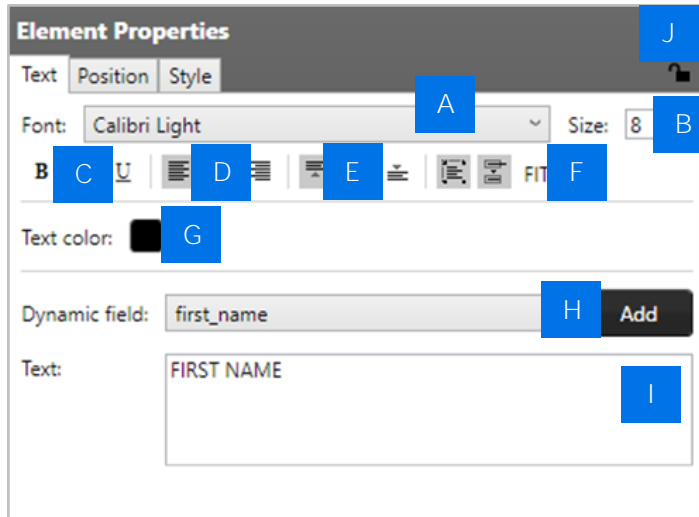 Element Properties
J
Text Position Style
A
Font: Calibri Light Size: 8 B
B C U D E FIT F
Text color: G
Dynamic field: first_name H Add
Text: FIRST NAME
I